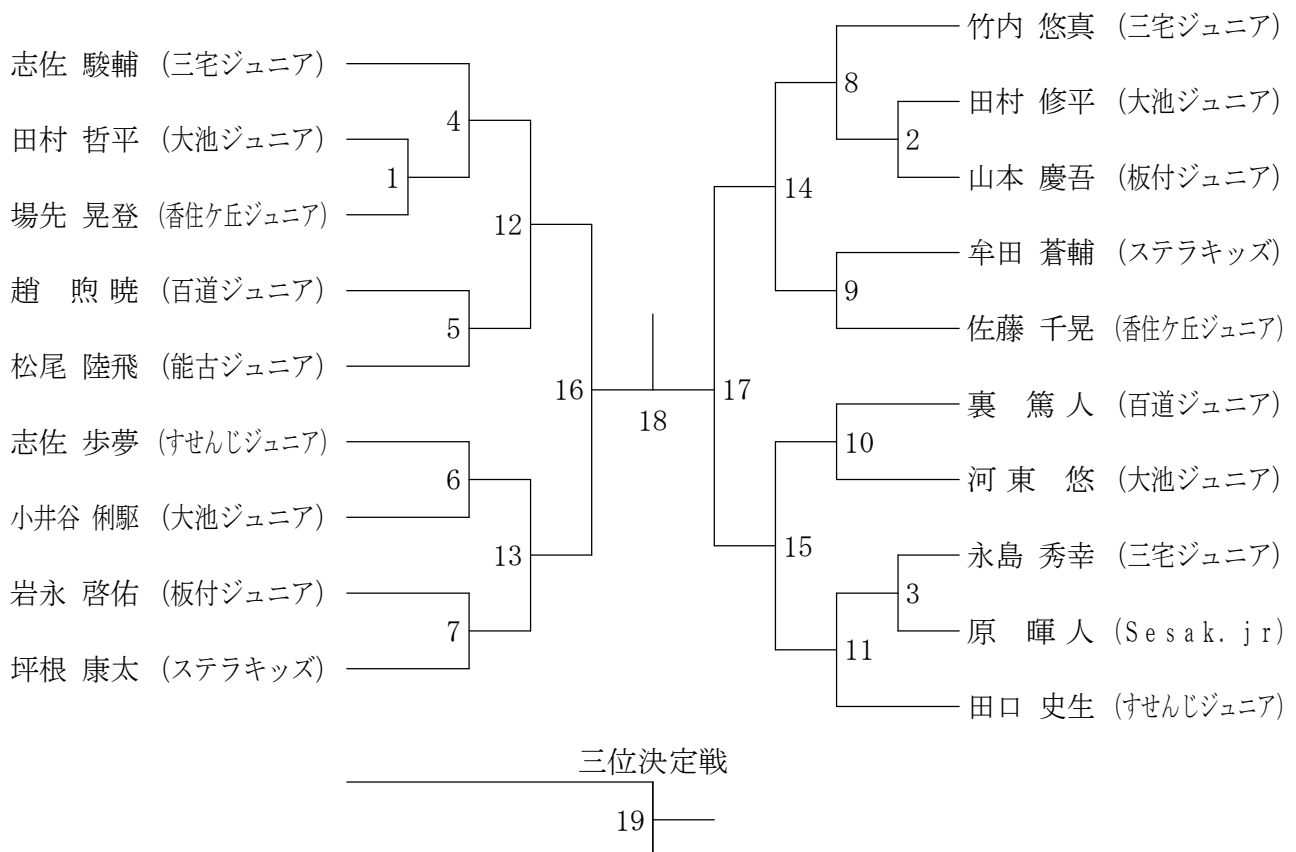 志佐 駿輔 (三宅ジュニア)
田村 哲平 (大池ジュニア)
場先 晃登 (香住ケ丘ジュニア)
趙 煦暁 (百道ジュニア)
松尾 陸飛 (能古ジュニア)
志佐 歩夢 (すせんじジュニア)
小井谷 俐駆 (大池ジュニア)
岩永 啓佑 (板付ジュニア)
坪根 康太 (ステラキッズ)
1
4
5
6
7
12
13
16
18
17
14
15
8
2
9
10
3
11
竹内 悠真 (三宅ジュニア)
田村 修平 (大池ジュニア)
山本 慶吾 (板付ジュニア)
牟田 蒼輔 (ステラキッズ)
佐藤 千晃 (香住ケ丘ジュニア)
裏 篤人 (百道ジュニア)
河東 悠 (大池ジュニア)
永島 秀幸 (三宅ジュニア)
原 暉人 (Sesak.jr)
田口 史生 (すせんじジュニア)
三位決定戦
19